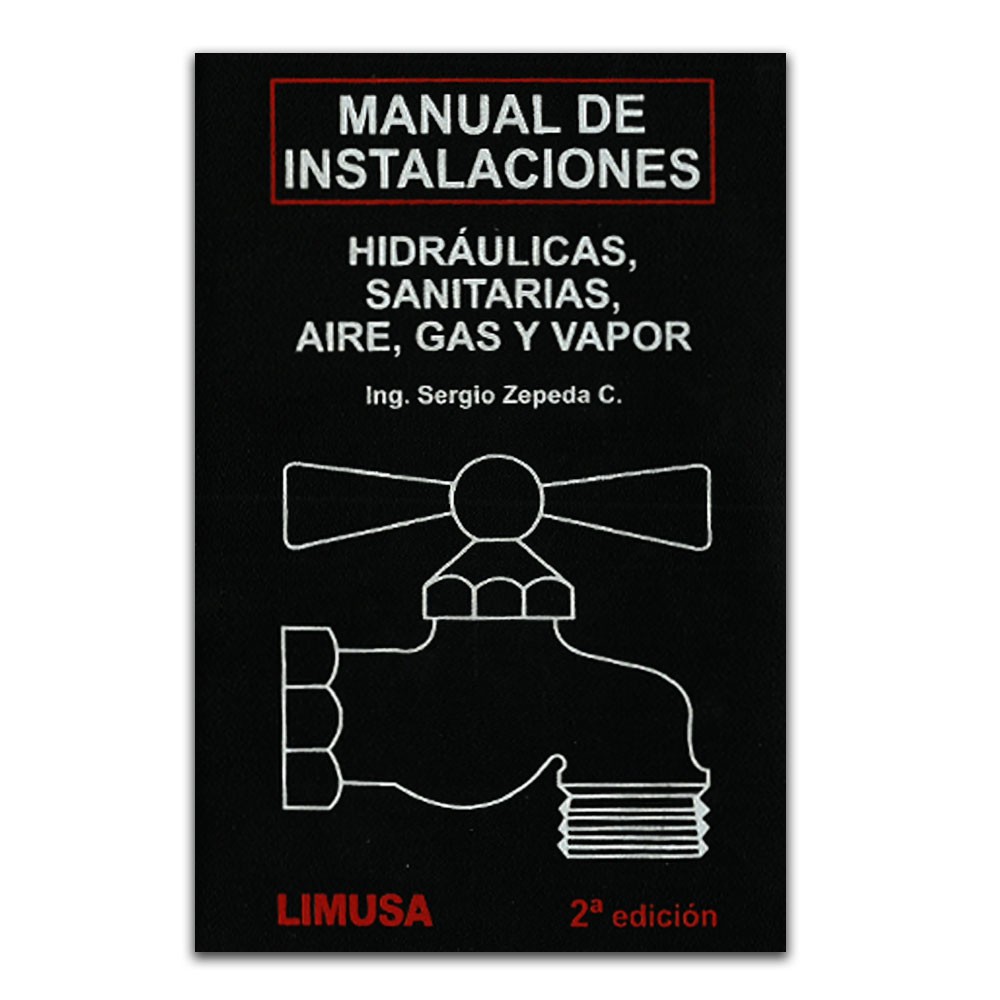 MANUAL DE
INSTALACIONES
HIDRÁULICAS,
SANITARIAS,
AIRE, GAS Y VAPOR
Ing. Sergio Zepeda C.
LIMUSA
2ª edición